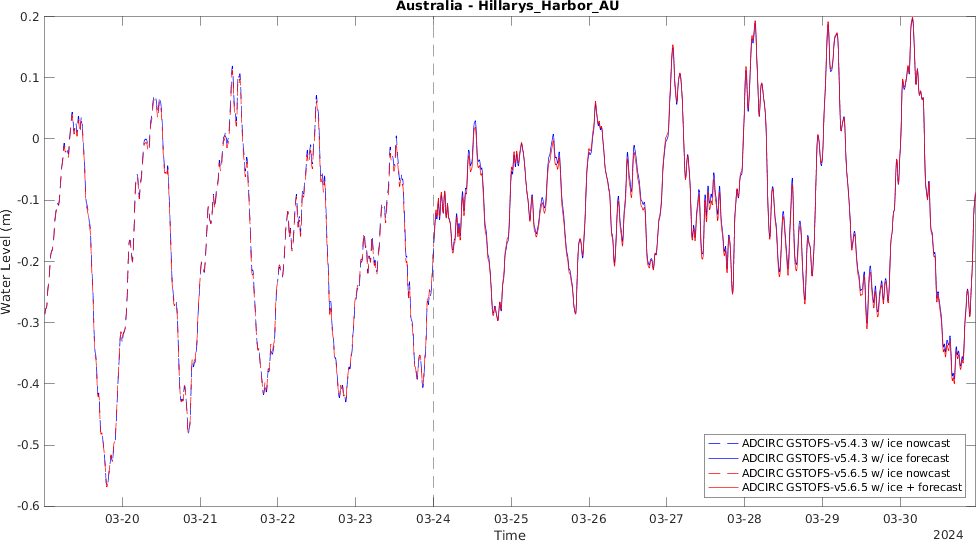 Australia - Hillarys_Harbor_AU
Water Level (m)
0.2
0.1
0
-0.1
-0.2
-0.3
-0.4
-0.5
-0.6
ADCIRC GSTOFS-v5.4.3 w/ ice nowcast
ADCIRC GSTOFS-v5.4.3 w/ ice forecast
ADCIRC GSTOFS-v5.6.5 w/ ice nowcast
ADCIRC GSTOFS-v5.6.5 w/ ice + forecast
03-20 03-21 03-22 03-23 03-24 03-25 03-26 03-27 03-28 03-29 03-30
Time
2024